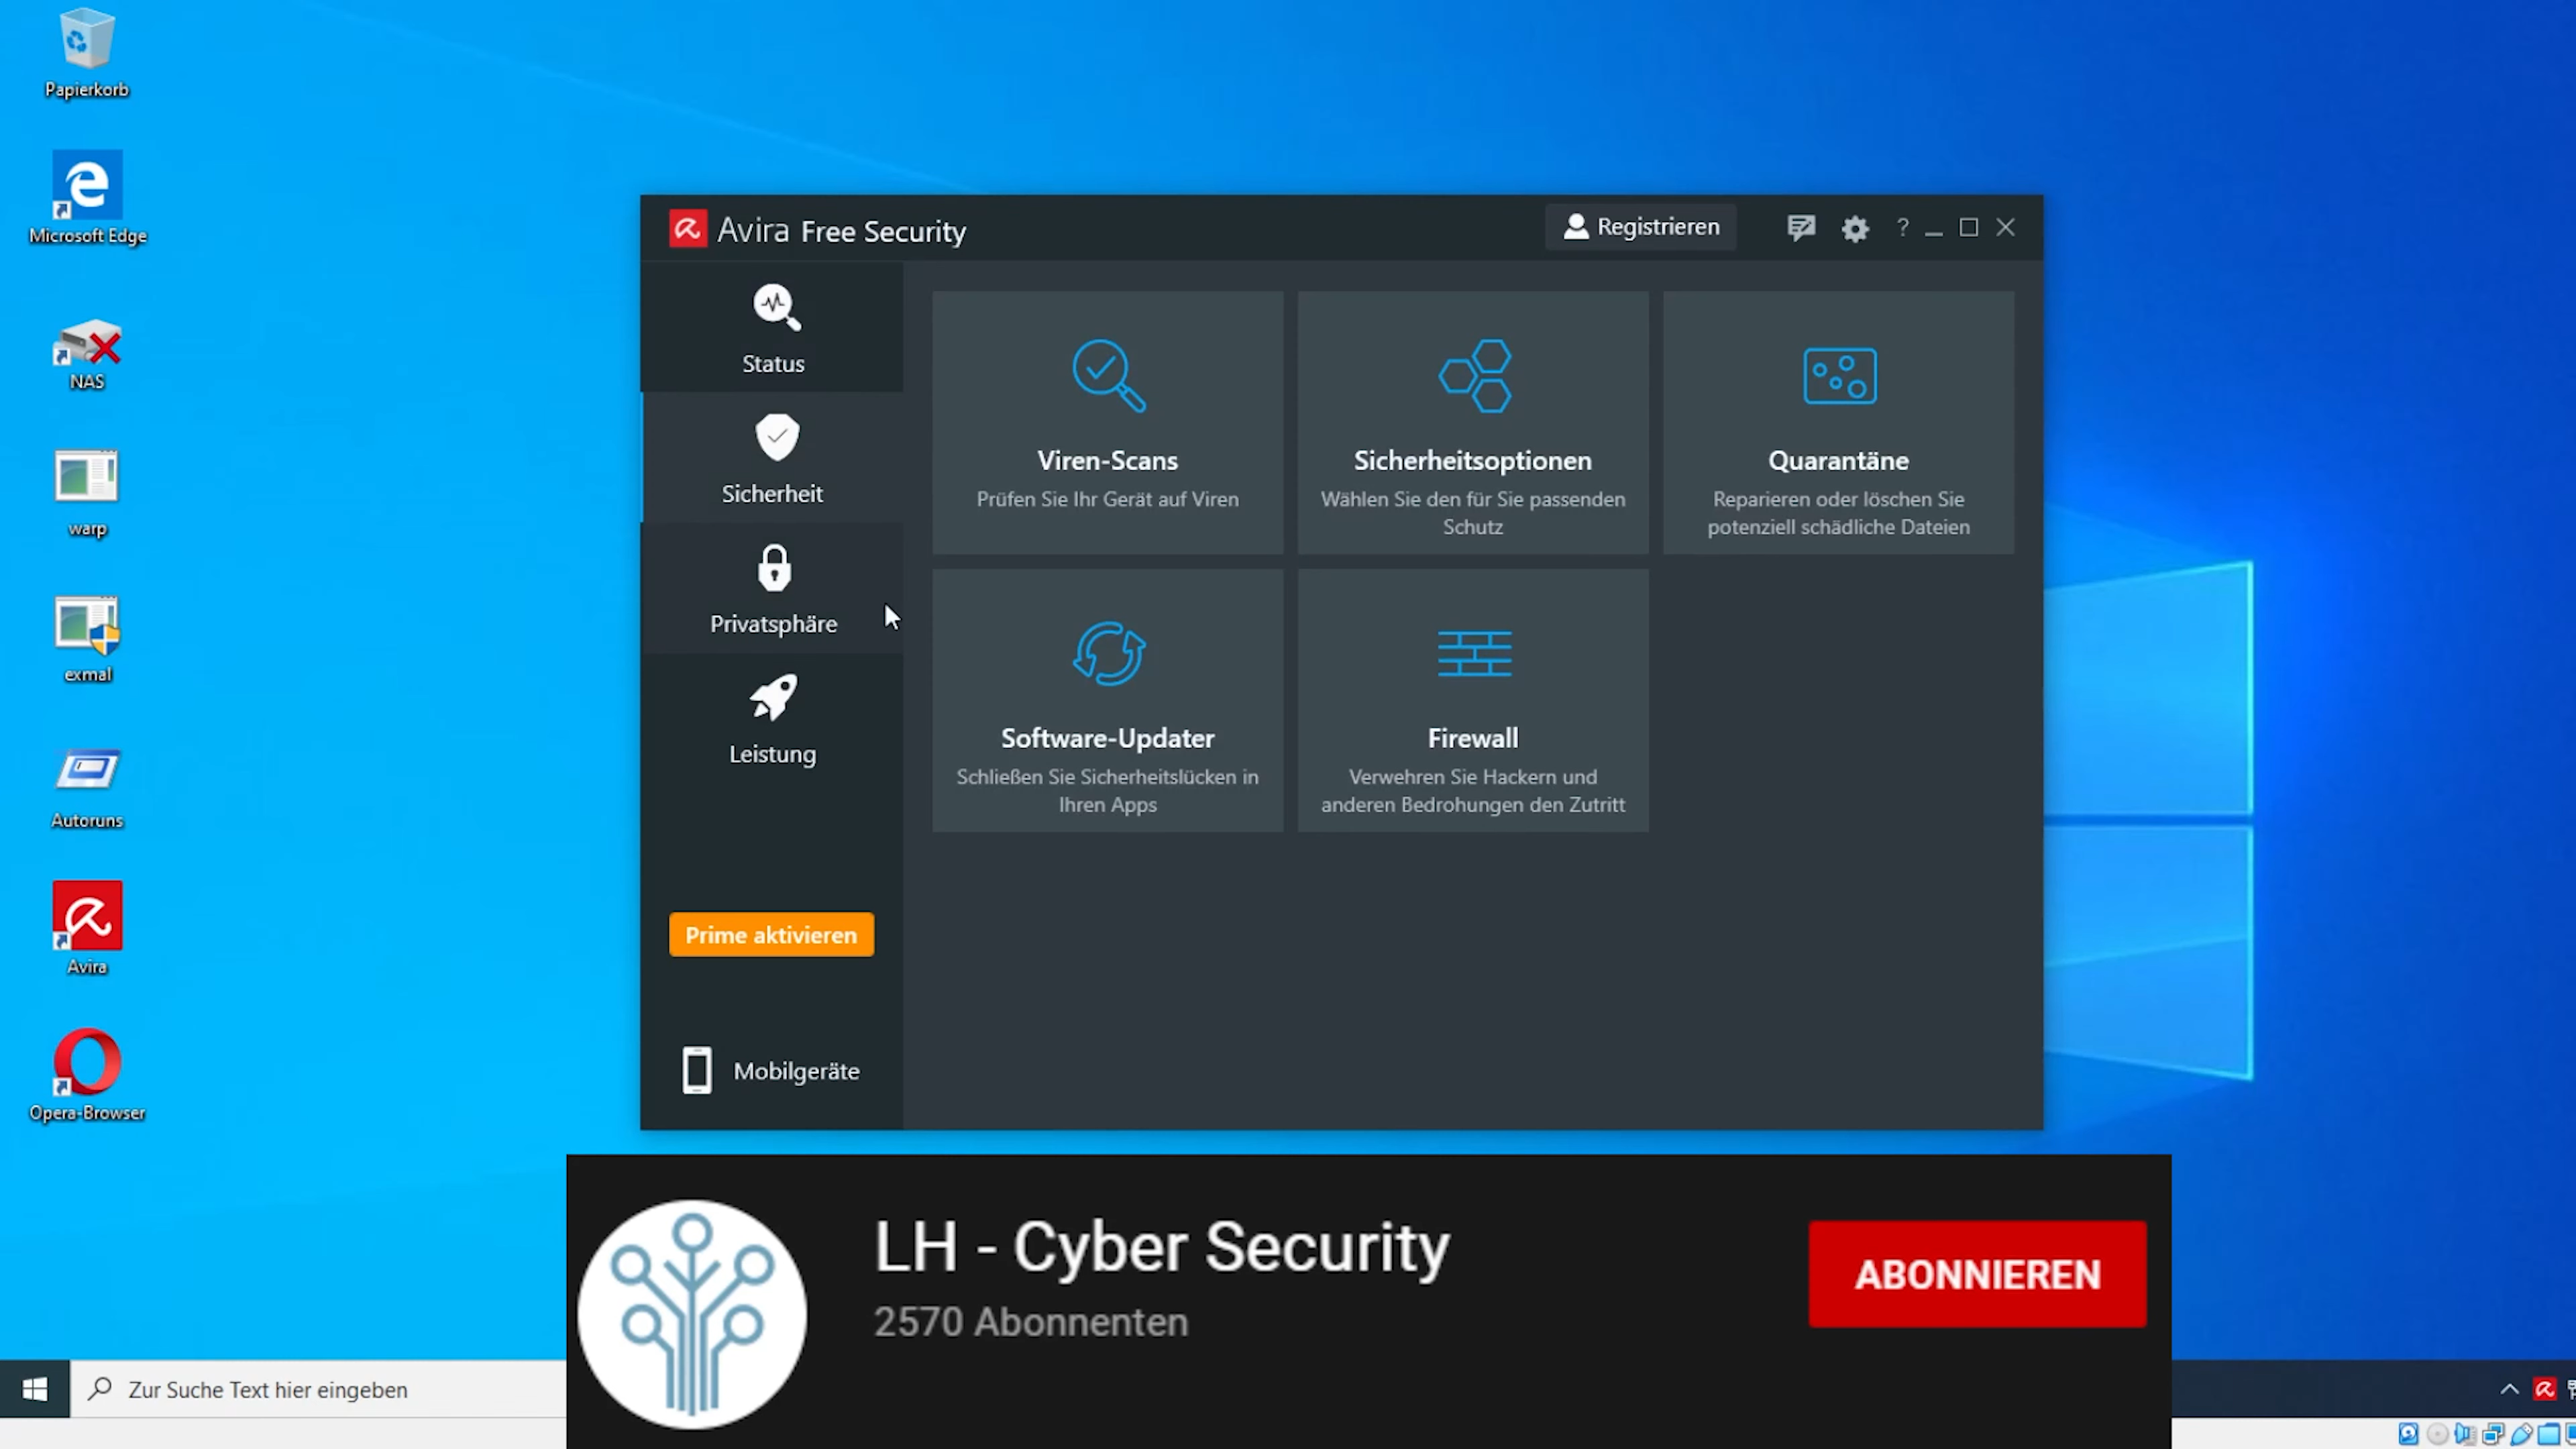 Papierkorb
Microsoft Edge
NAS
warp
exmal
Autoruns
Avira
Opera-Browser
Avira Free Security
Registrieren
?
Status
Sicherheit
Privatsphäre
Leistung
Prime aktivieren
Mobilgeräte
Viren-Scans
Prüfen Sie Ihr Gerät auf Viren
Sicherheitsoptionen
Wählen Sie den für Sie passenden
Schutz
Quarantäne
Reparieren oder löschen Sie
potenziell schädliche Dateien
Software-Updater
Schließen Sie Sicherheitslücken in
Ihren Apps
Firewall
Verwehren Sie Hackern und
anderen Bedrohungen den Zutritt
LH - Cyber Security
2570 Abonnenten
ABONNIEREN
Zur Suche Text hier eingeben